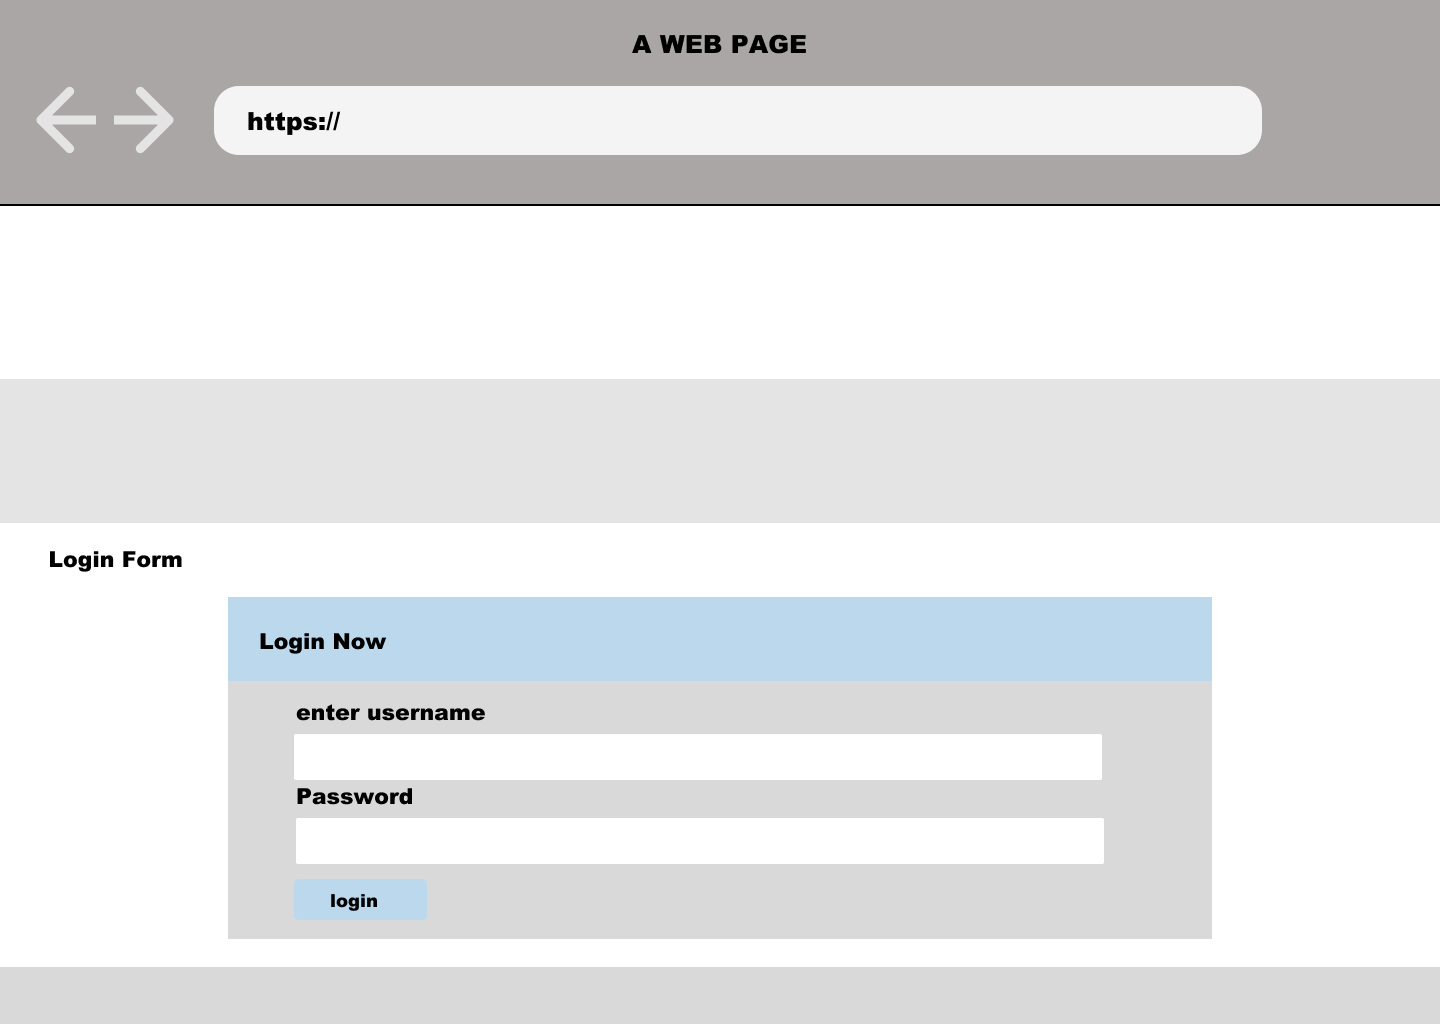 A WEB PAGE
https://
Login Form
Login Now
enter username
Password
login